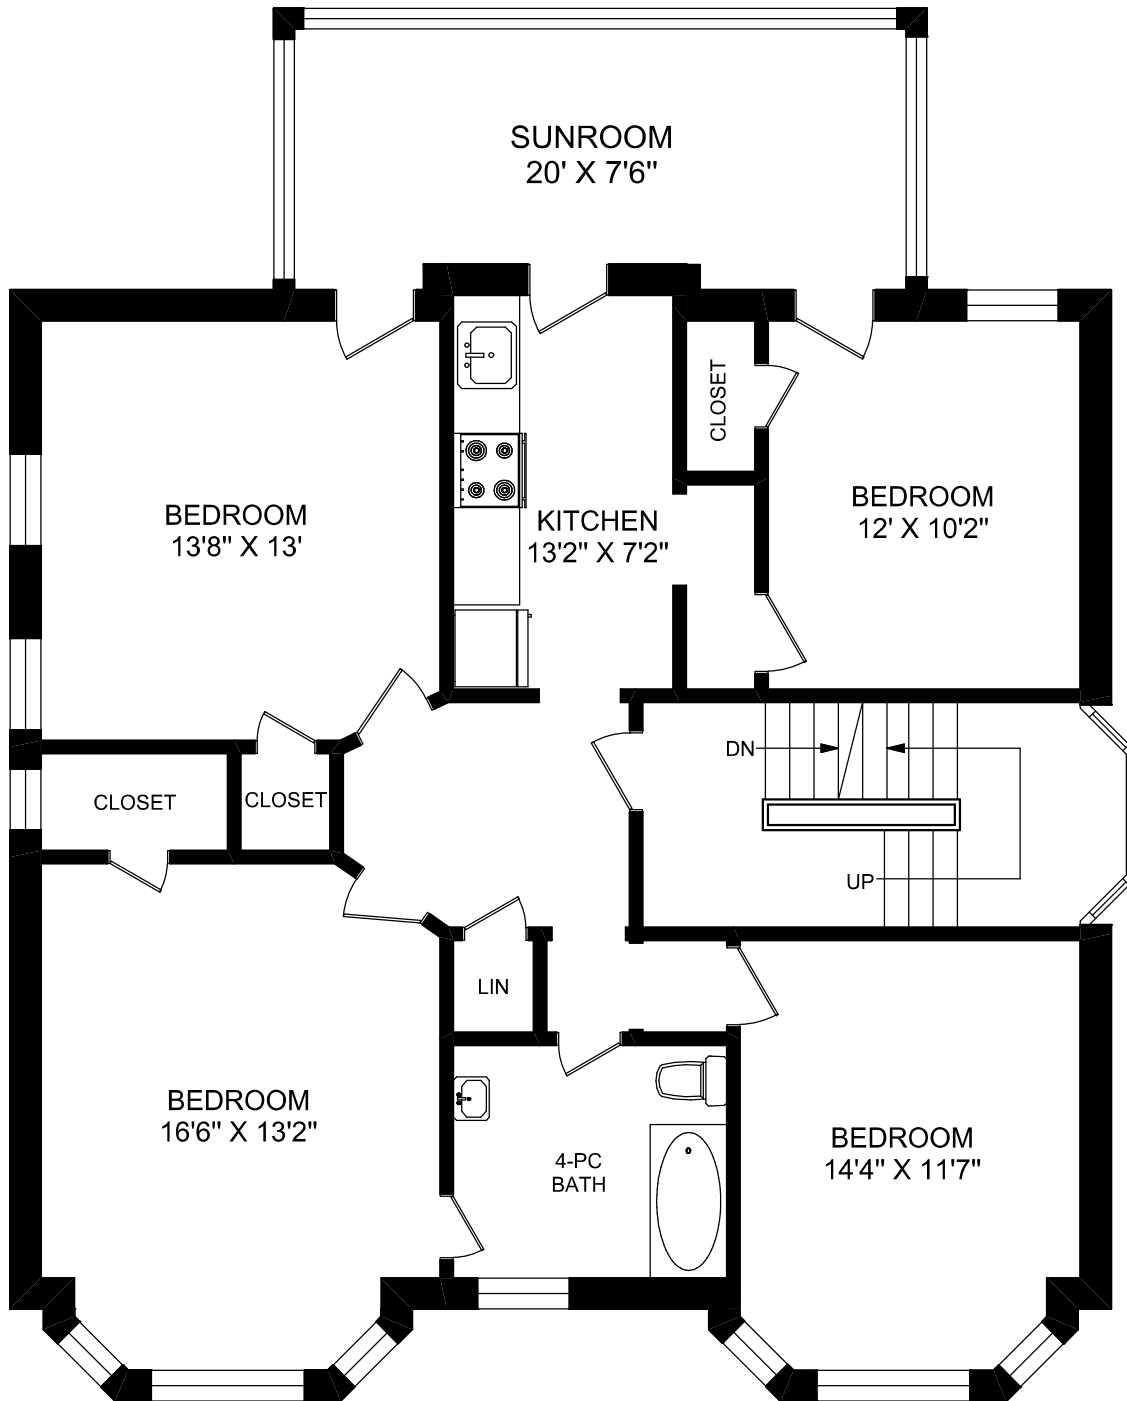 SUNROOM
20' X 7'6"
CLOSET
BEDROOM
13'8" X 13'
KITCHEN
13'2" X 7'2"
BEDROOM
12' X 10'2"
DN
CLOSET
CLOSET
UP
LIN
BEDROOM
16'6" X 13'2"
4-PC
BATH
BEDROOM
14'4" X 11'7"